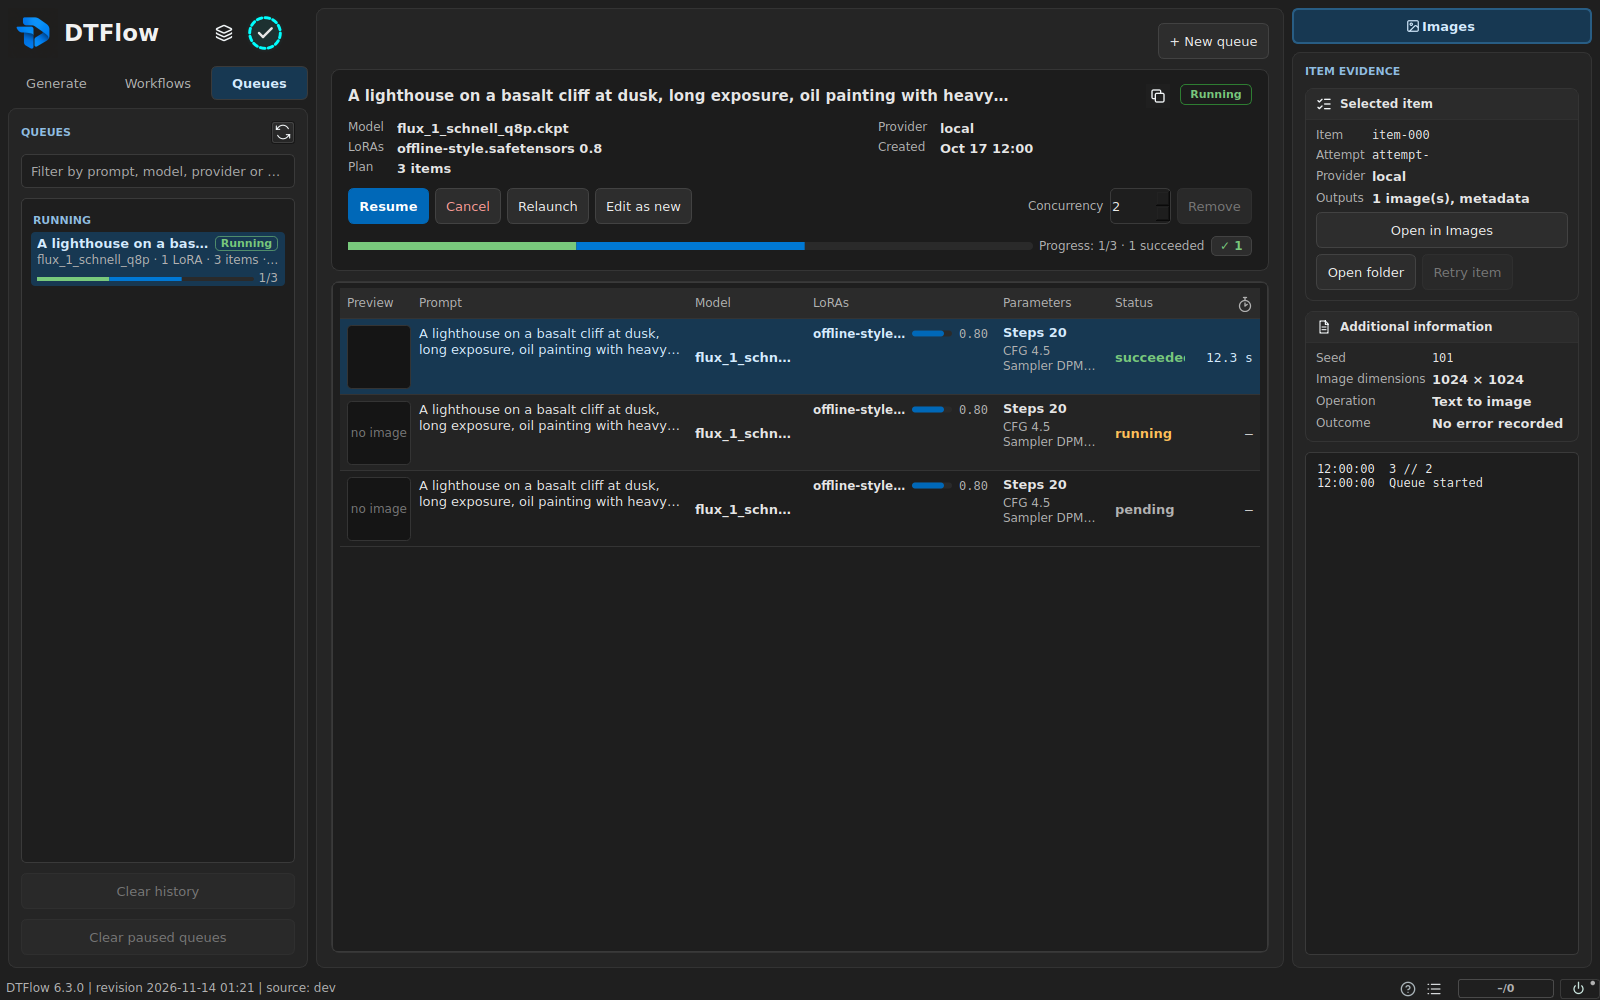 DTFlow
Generate
Workflows
Queues
QUEUES
Filter by prompt, model, provider or ...
RUNNING
A lighthouse on a bas... Running
flux_1_schnell_q8p · 1 LoRA · 3 items ·...
1/3
Clear history
Clear paused queues
+ New queue
A lighthouse on a basalt cliff at dusk, long exposure, oil painting with heavy...
Running
Model flux_1_schnell_q8p.ckpt
Provider local
LoRAs offline-style.safetensors 0.8
Created Oct 17 12:00
Plan 3 items
Resume
Cancel
Relaunch
Edit as new
Concurrency 2
Remove
Progress: 1/3 · 1 succeeded
✓ 1
Preview Prompt Model LoRAs Parameters Status
A lighthouse on a basalt cliff at dusk,
long exposure, oil painting with heavy...
flux_1_schn...
offline-style... 0.80
Steps 20
CFG 4.5
Sampler DPM...
succeeded
12.3 s
no image
A lighthouse on a basalt cliff at dusk,
long exposure, oil painting with heavy...
flux_1_schn...
offline-style... 0.80
Steps 20
CFG 4.5
Sampler DPM...
running
–
no image
A lighthouse on a basalt cliff at dusk,
long exposure, oil painting with heavy...
flux_1_schn...
offline-style... 0.80
Steps 20
CFG 4.5
Sampler DPM...
pending
–
Images
ITEM EVIDENCE
Selected item
Item item-000
Attempt attempt-
Provider local
Outputs 1 image(s), metadata
Open in Images
Open folder
Retry item
Additional information
Seed 101
Image dimensions 1024 × 1024
Operation Text to image
Outcome No error recorded
12:00:00 3 // 2
12:00:00 Queue started
DTFlow 6.3.0 | revision 2026-11-14 01:21 | source: dev
–/0